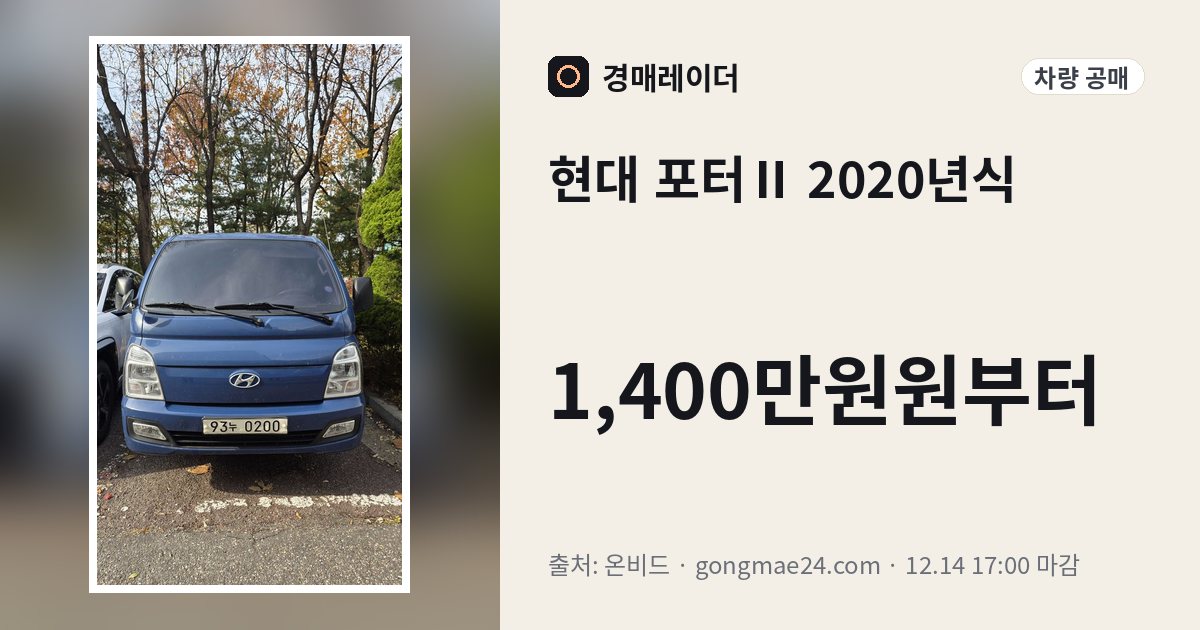 경매레이더
차량 공매
현대 포터Ⅱ 2020년식
1,400만원원부터
출처: 온비드 · gongmae24.com · 12.14 17:00 마감
93누 0200